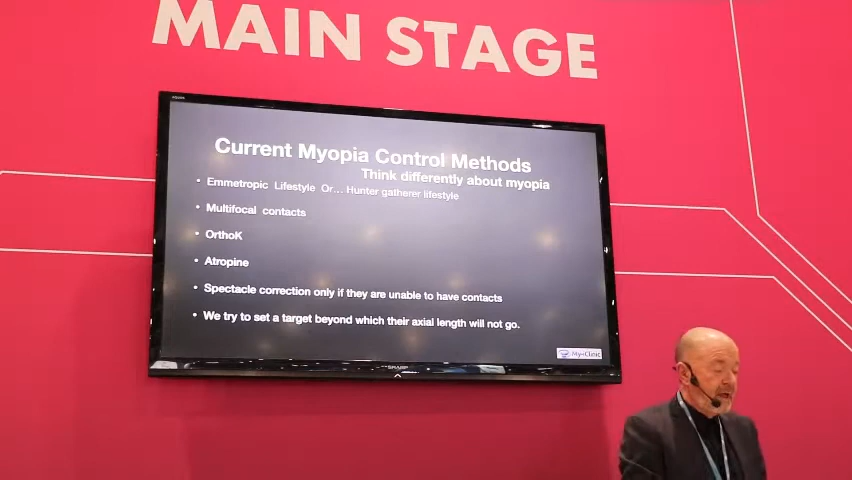 MAIN STAGE
Current Myopia Control Methods
Think differently about myopia
• Emmetropic Lifestyle Or... Hunter gatherer lifestyle
• Multifocal contacts
• OrthoK
• Atropine
• Spectacle correction only if they are unable to have contacts
• We try to set a target beyond which their axial length will not go.
SHARP